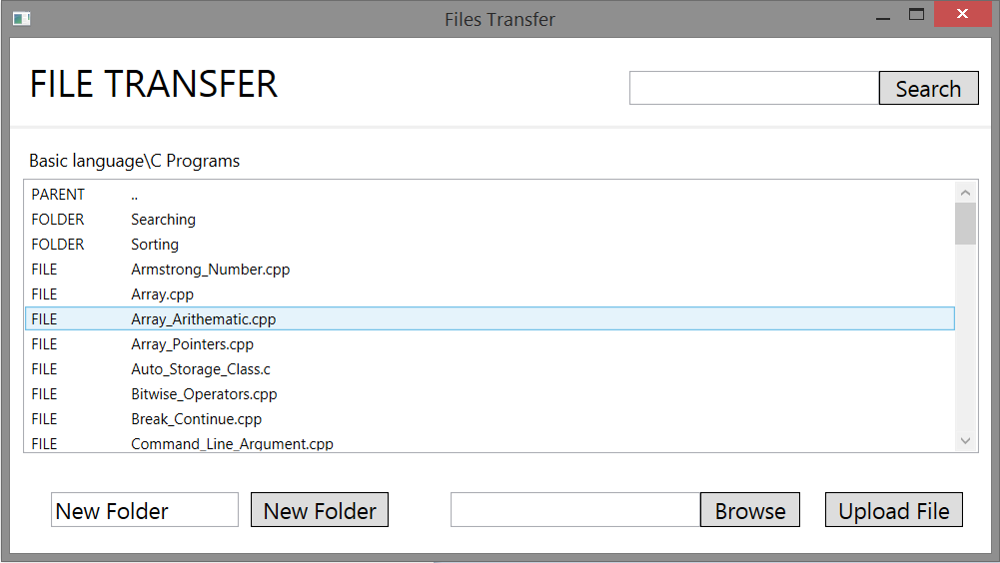 Files Transfer
FILE TRANSFER
Search
Basic language\C Programs
PARENT ..
FOLDER Searching
FOLDER Sorting
FILE Armstrong_Number.cpp
FILE Array.cpp
FILE Array_Arithematic.cpp
FILE Array_Pointers.cpp
FILE Auto_Storage_Class.c
FILE Bitwise_Operators.cpp
FILE Break_Continue.cpp
FILE Command_Line_Argument.cpp
New Folder New Folder Browse Upload File